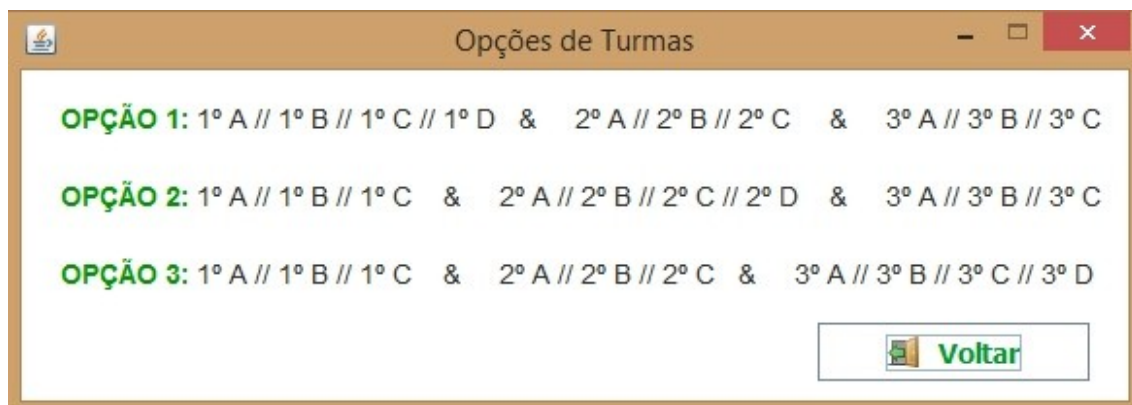 Opções de Turmas
OPÇÃO 1: 1º A // 1º B // 1º C // 1º D & 2º A // 2º B // 2º C & 3º A // 3º B // 3º C
OPÇÃO 2: 1º A // 1º B // 1º C & 2º A // 2º B // 2º C // 2º D & 3º A // 3º B // 3º C
OPÇÃO 3: 1º A // 1º B // 1º C & 2º A // 2º B // 2º C & 3º A // 3º B // 3º C // 3º D
Voltar